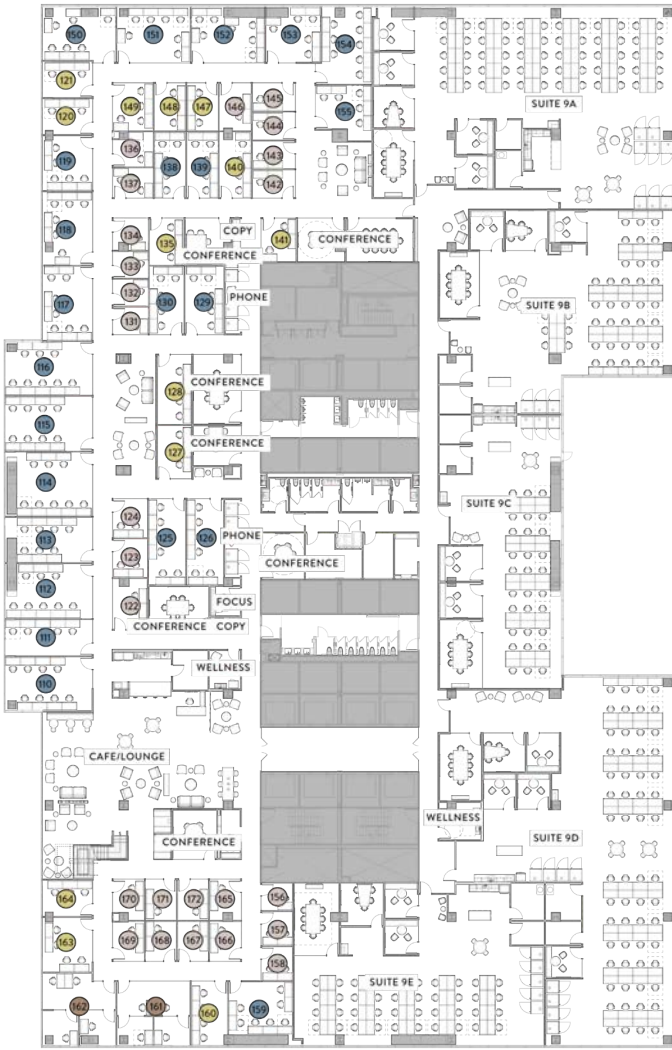 150 151 152 153 154
121
SUITE 9A
120 149 148 147 146 145
155
144
136 143
119 138 139 140
137 142
118 134 COPY
135 141 CONFERENCE
CONFERENCE
133
132 PHONE
117 130 129 SUITE 9B
131
116
CONFERENCE
128
115
CONFERENCE
127
114
SUITE 9C
124
113 125 126 PHONE
123 CONFERENCE
112
122 FOCUS
CONFERENCE COPY
111
WELLNESS
110
CAFE/LOUNGE
WELLNESS
CONFERENCE SUITE 9D
164 170 171 172 165 156
163 169 168 167 166 157
158
SUITE 9E
162 161 160 159